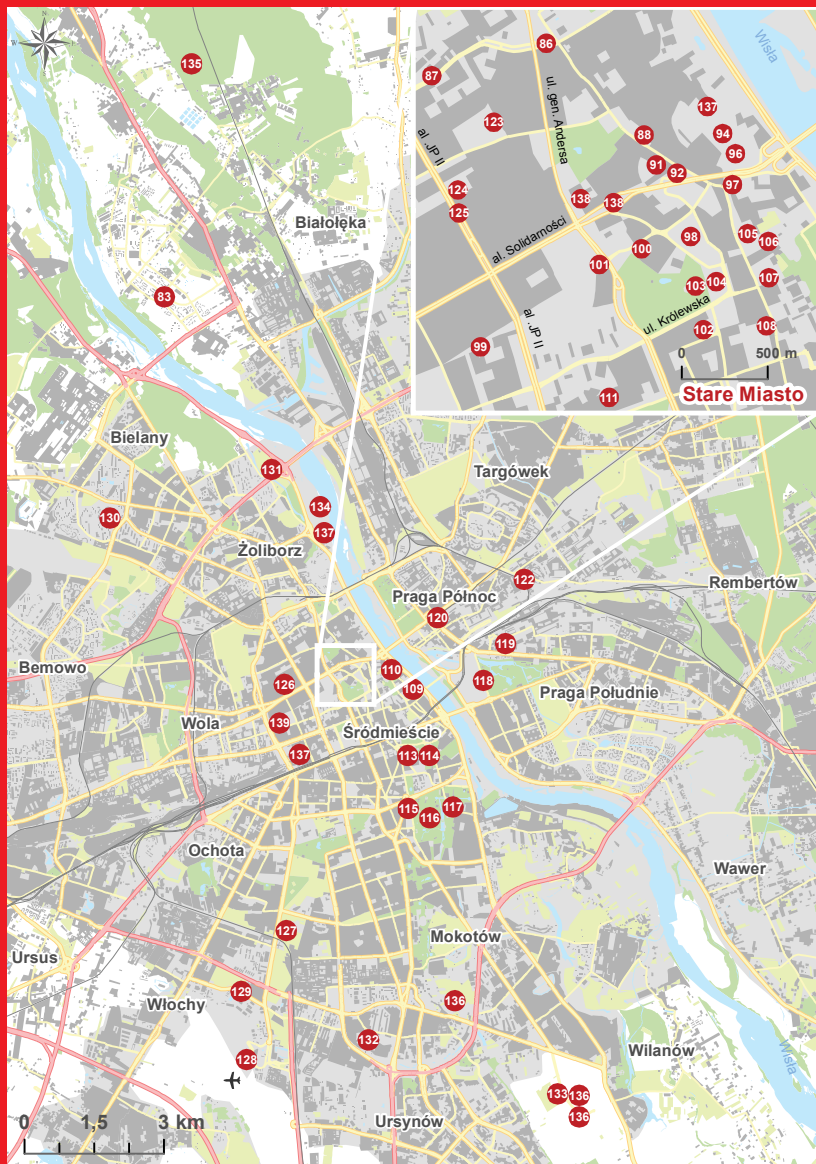 135
Białołęka
83
Bielany
131
130
134
137
Żoliborz
Targówek
122
Praga Północ
120
Rembertów
119
Bemowo
110
118
126
109
Praga Południe
Wola
139
Śródmieście
137
113
114
115
116
117
Ochota
Wawer
127
Mokotów
Ursus
129
136
Włochy
132
Wilanów
128
133
136
136
Wisła
Ursynów
0 1,5 3 km
86
Wisła
87
ul. gen. Andersa
137
123
88
94
al. JP II
96
91
92
97
124
138
138
125
al. Solidarności
98
105
106
100
101
103
104
107
ul. Królewska
al. JP II
102
108
99
0 500 m
111
Stare Miasto